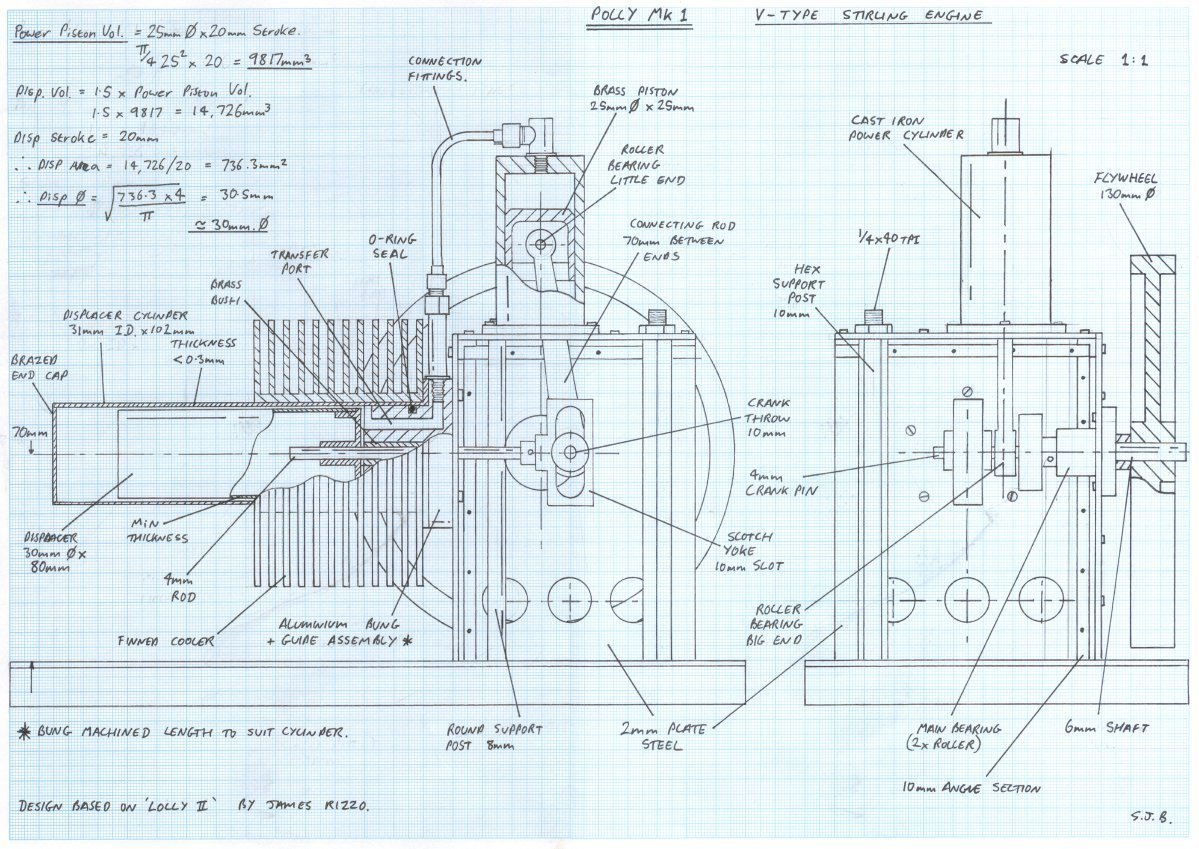 POLLY MK 1
V-TYPE STIRLING ENGINE
SCALE 1:1
Power Piston Vol. = 25mm Ø x 20mm Stroke.
π/4 25² x 20 = 9817mm³
Disp. Vol. = 1.5 x Power Piston Vol.
1.5 x 9817 = 14,726mm³
Disp Stroke = 20mm
∴ DISP Area = 14,726/20 = 736.3mm²
∴ Disp Ø = √(736.3 x 4 / π) = 30.5mm
≃ 30mm Ø
CONNECTION
FITTINGS.
BRASS PISTON
25mm Ø x 25mm
ROLLER
BEARING
LITTLE END
CONNECTING ROD
70mm BETWEEN
ENDS
O-RING
SEAL
TRANSFER
PORT
BRASS
BUSH
DISPLACER CYLINDER
31mm I.D. x 102mm
THICKNESS
< 0.3mm
BRAZED
END CAP
70mm
DISPLACER
30mm Ø x
80mm
MIN
THICKNESS
4mm
ROD
FINNED COOLER
ALUMINIUM BUNG
+ GUIDE ASSEMBLY *
CAST IRON
POWER CYLINDER
FLYWHEEL
130mm Ø
1/4 x 40 TPI
HEX
SUPPORT
POST
10mm
CRANK
THROW
10mm
4mm
CRANK PIN
SCOTCH
YOKE
10mm SLOT
ROLLER
BEARING
BIG END
* BUNG MACHINED LENGTH TO SUIT CYLINDER.
ROUND SUPPORT
POST 8mm
2mm PLATE
STEEL
MAIN BEARING
(2x ROLLER)
6mm SHAFT
10mm ANGLE SECTION
DESIGN BASED ON 'LOLLY II' BY JAMES RIZZO.
S.J.B.